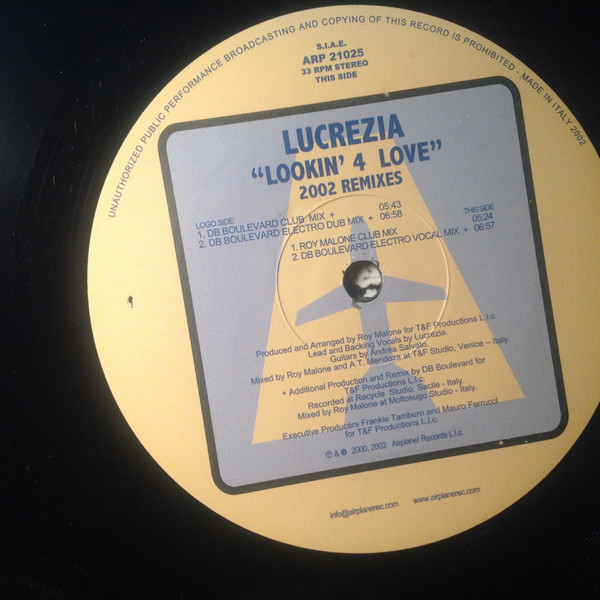 UNAUTHORIZED PUBLIC PERFORMANCE BROADCASTING AND COPYING OF THIS RECORD IS PROHIBITED - MADE IN ITALY 2002
S.I.A.E.
ARP 21025
33 RPM STEREO
THIS SIDE
LUCREZIA
"LOOKIN' 4 LOVE"
2002 REMIXES
LOGO SIDE:
1. DB BOULEVARD CLUB MIX + 05:43
2. DB BOULEVARD ELECTRO DUB MIX + 06:58
THIS SIDE
1. ROY MALONE CLUB MIX 05:24
2. DB BOULEVARD ELECTRO VOCAL MIX + 06:57
Produced and Arranged by Roy Malone for T&F Productions L.l.c.
Lead and Backing Vocals by Lucrezia.
Guitars by Andrea Salvato.
Mixed by Roy Malone and A.T. Mendoza at T&F Studio, Venice - Italy.
+ Additional Production and Remix by DB Boulevard for
T&F Productions L.l.c.
Recorded at Recycle Studio, Sacile - Italy.
Mixed by Roy Malone at Moltosugo Studio - Italy.
Executive Producers Frankie Tamburo and Mauro Ferrucci
for T&F Productions L.l.c.
℗ & © 2000, 2002 Airplane! Records L.l.c.
info@airplanerec.com www.airplanerec.com